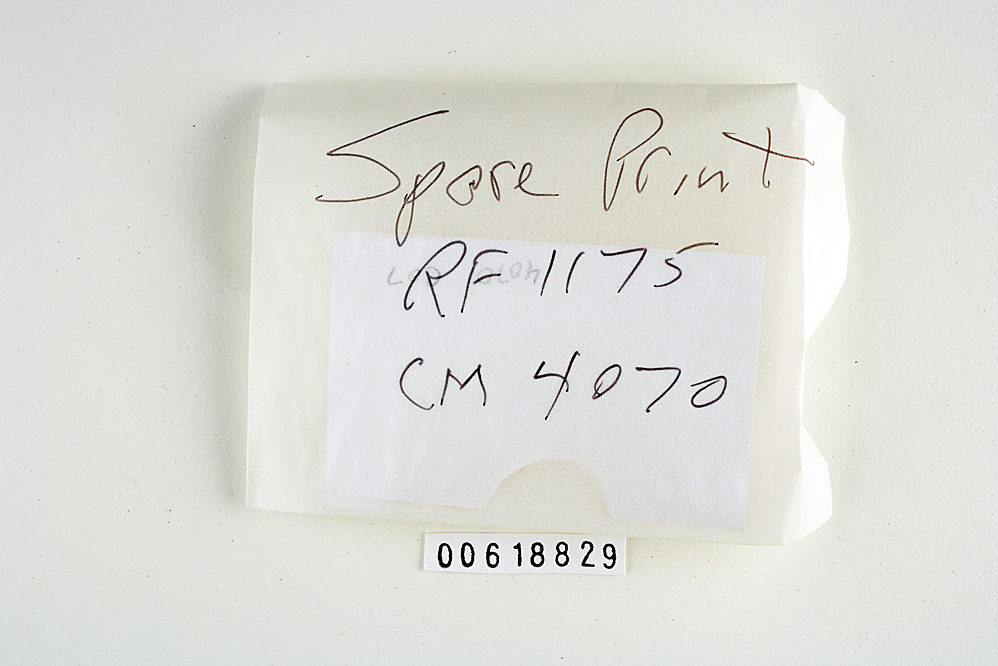 Spore Print
RF 1175
CM 4070
00618829